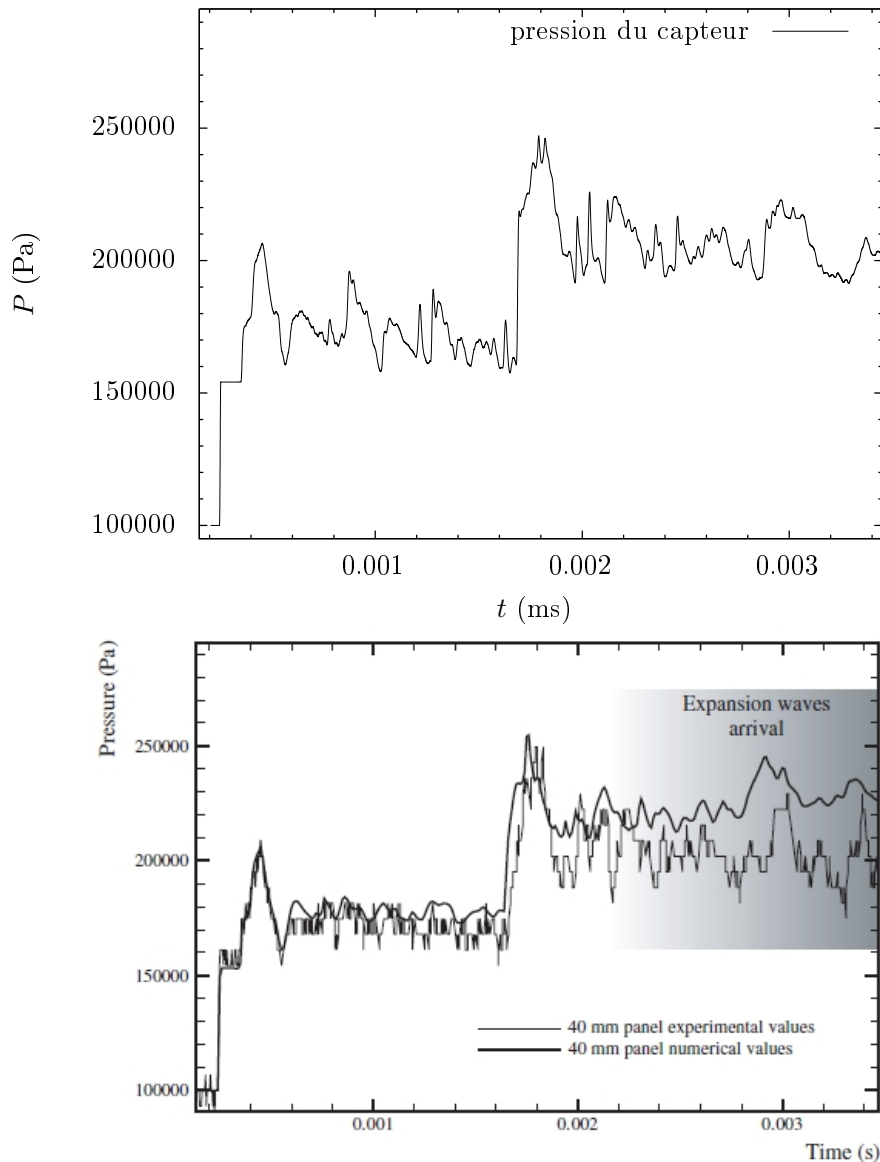 pression du capteur
250000
200000
150000
100000
P (Pa)
0.001 0.002 0.003
t (ms)
Pressure (Pa)
Expansion waves
arrival
250000
200000
150000
100000
40 mm panel experimental values
40 mm panel numerical values
0.001 0.002 0.003
Time (s)